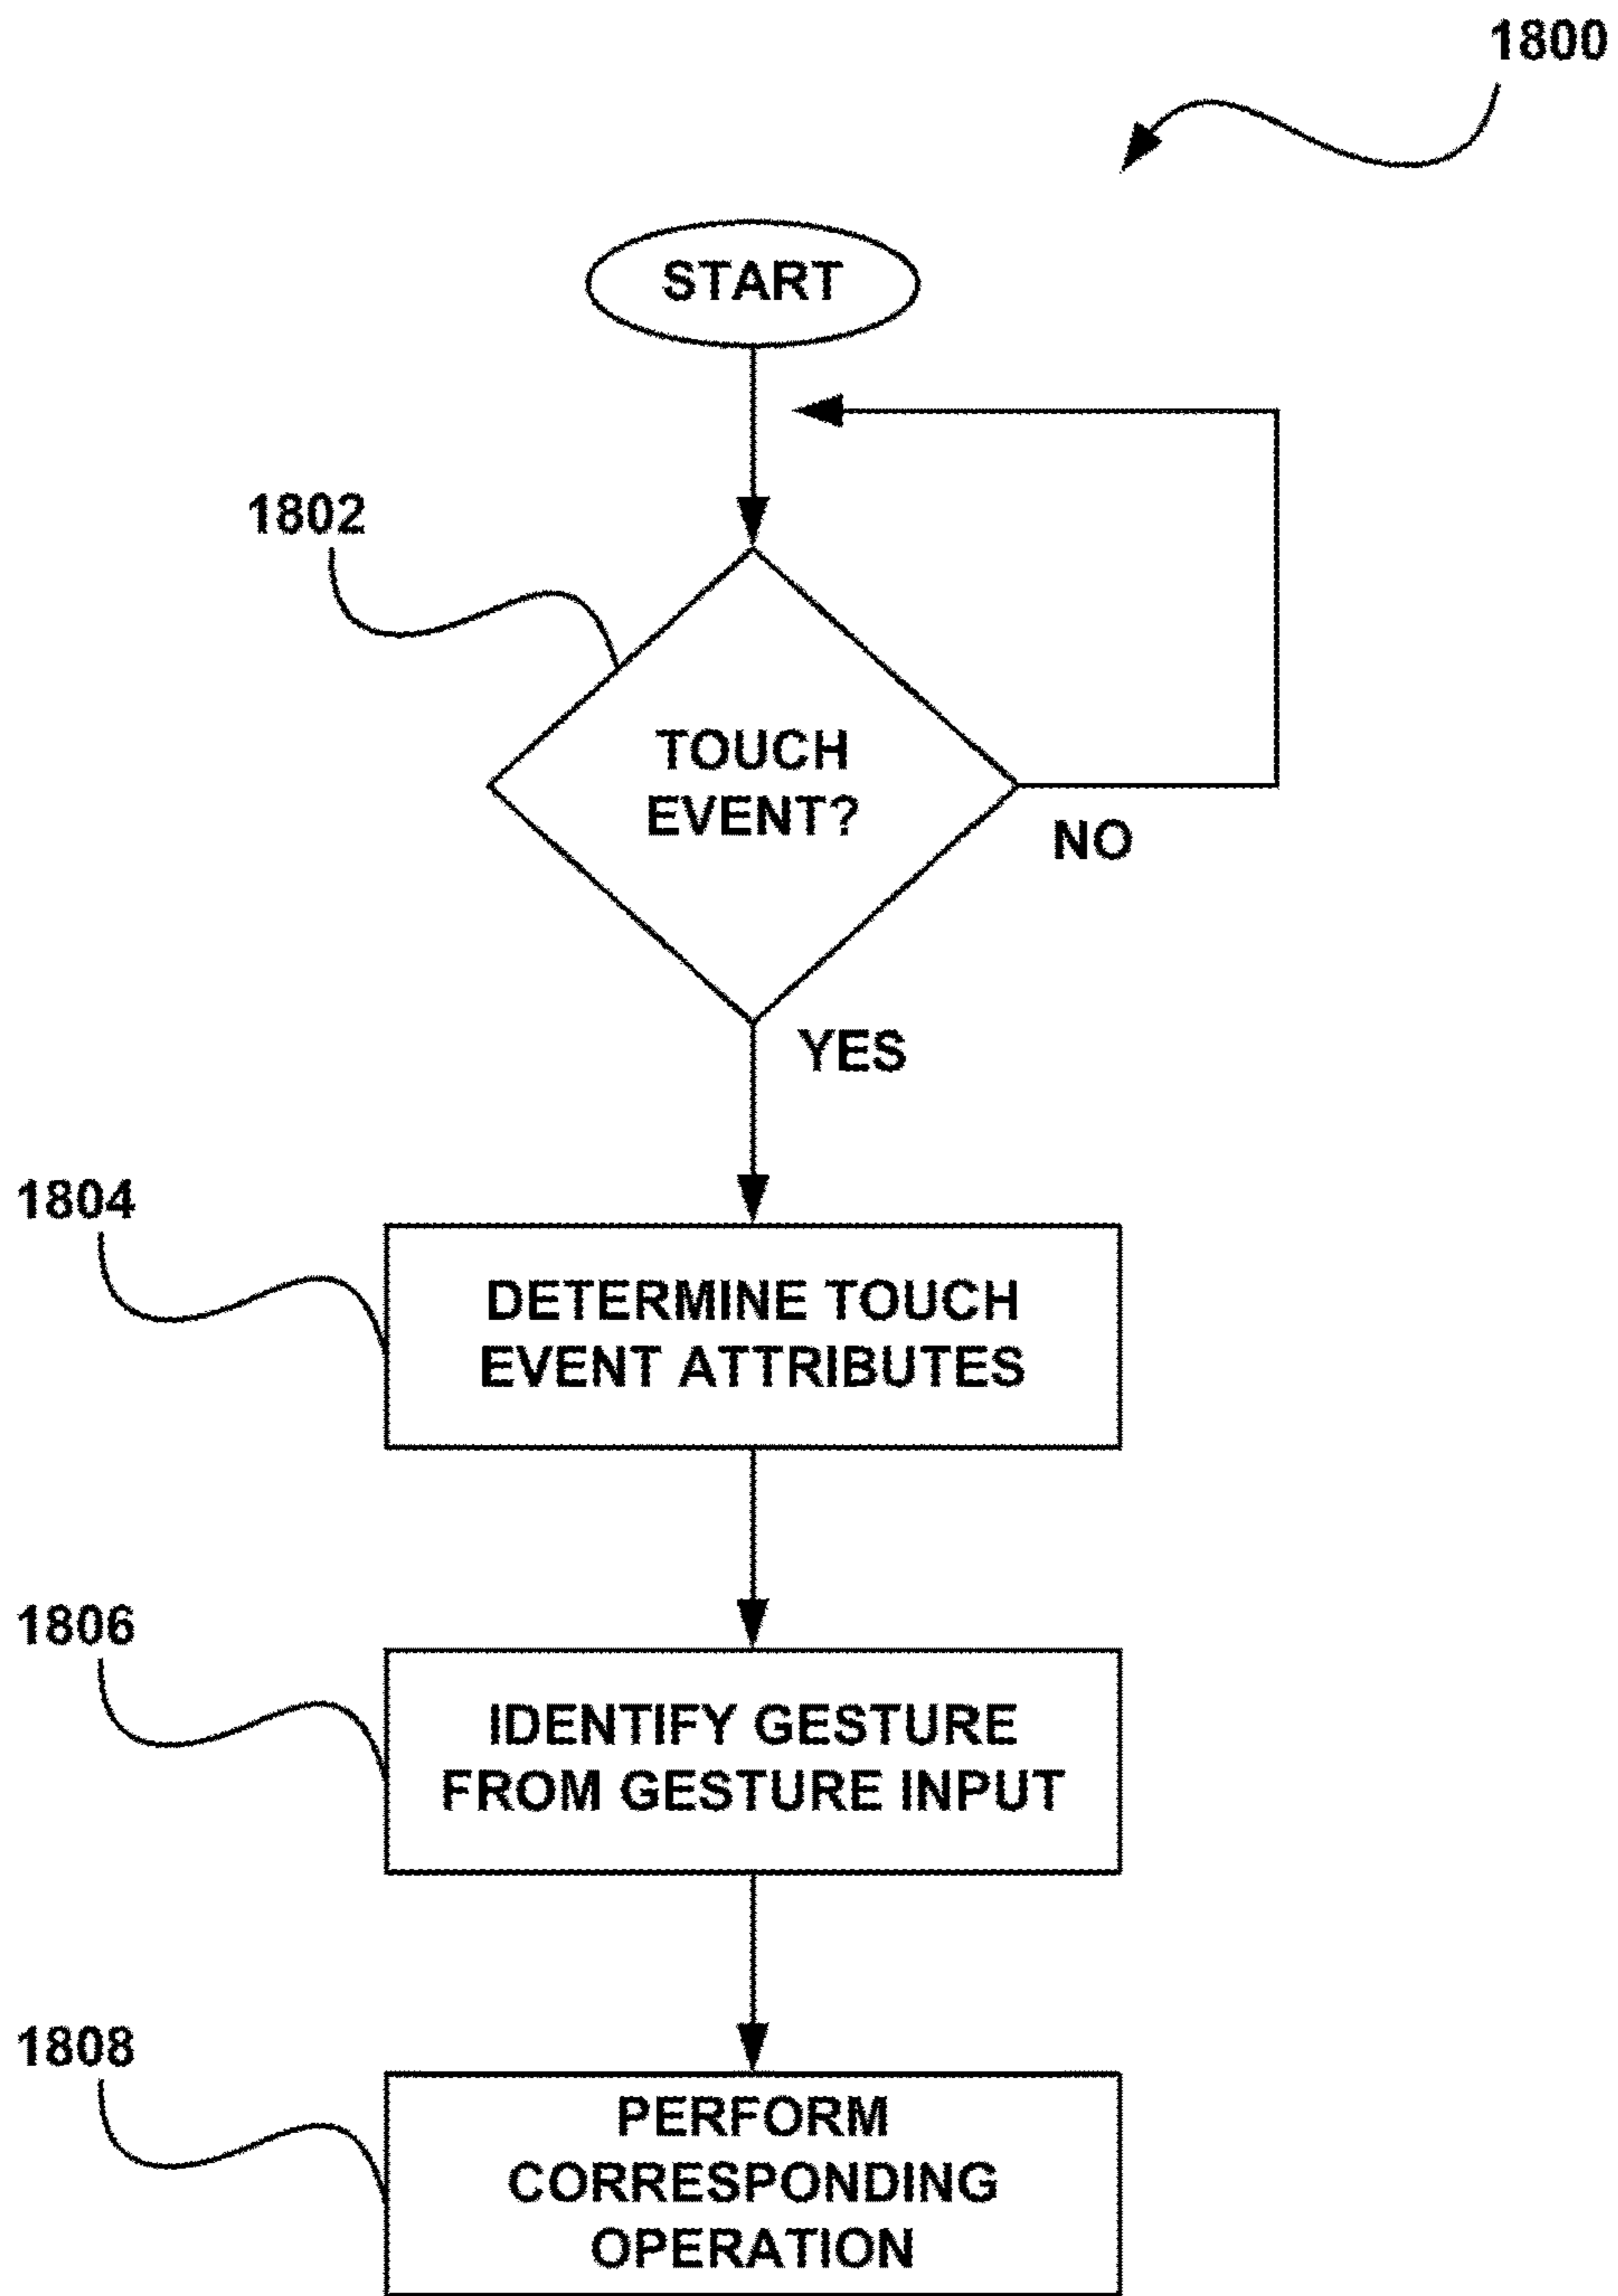 1800
START
1802
TOUCH
EVENT?
NO
YES
1804
DETERMINE TOUCH
EVENT ATTRIBUTES
1806
IDENTIFY GESTURE
FROM GESTURE INPUT
1808
PERFORM
CORRESPONDING
OPERATION